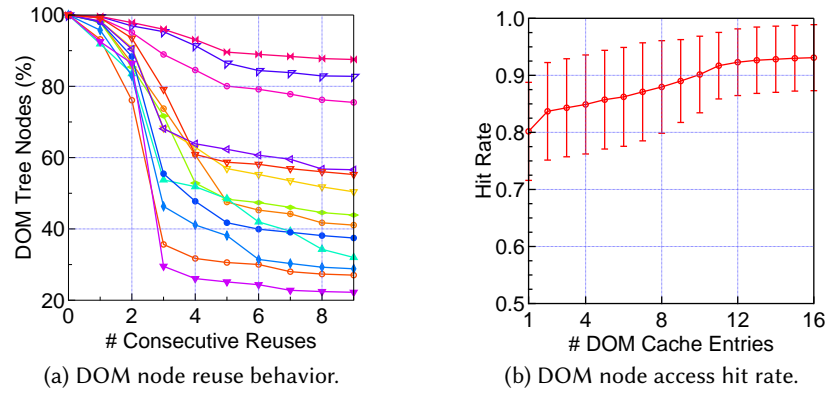 100
80
60
40
20
DOM Tree Nodes (%)
0 2 4 6 8
# Consecutive Reuses
(a) DOM node reuse behavior.
1.0
0.9
0.8
0.7
0.6
0.5
Hit Rate
1 4 8 12 16
# DOM Cache Entries
(b) DOM node access hit rate.